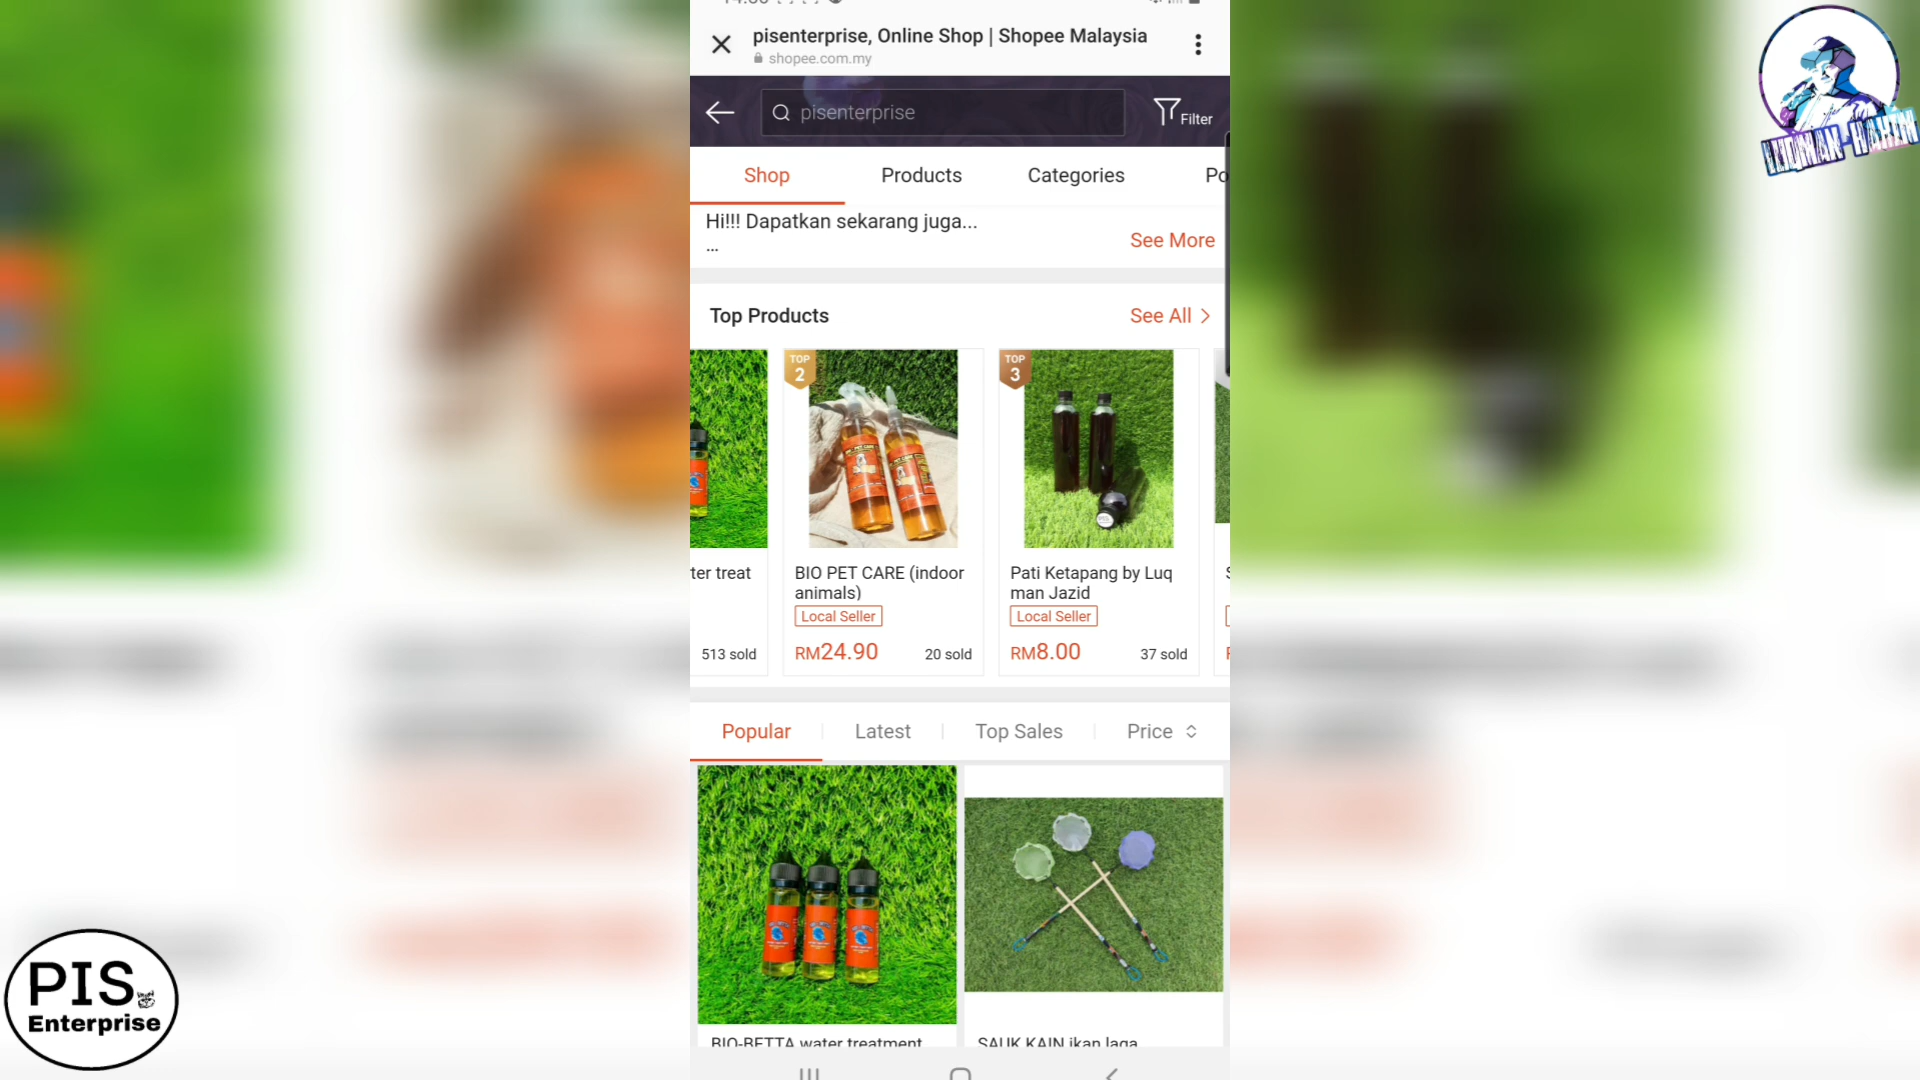 pisenterprise, Online Shop | Shopee Malaysia
shopee.com.my
pisenterprise
Filter
Shop
Products
Categories
Po
Hi!!! Dapatkan sekarang juga...
...
See More
Top Products
See All
TOP
2
TOP
3
ter treat
513 sold
BIO PET CARE (indoor
animals)
Local Seller
RM24.90
20 sold
Pati Ketapang by Luq
man Jazid
Local Seller
RM8.00
37 sold
Popular
Latest
Top Sales
Price
BIO-BETTA water treatment
SAUK KAIN ikan laga
PIS
Enterprise